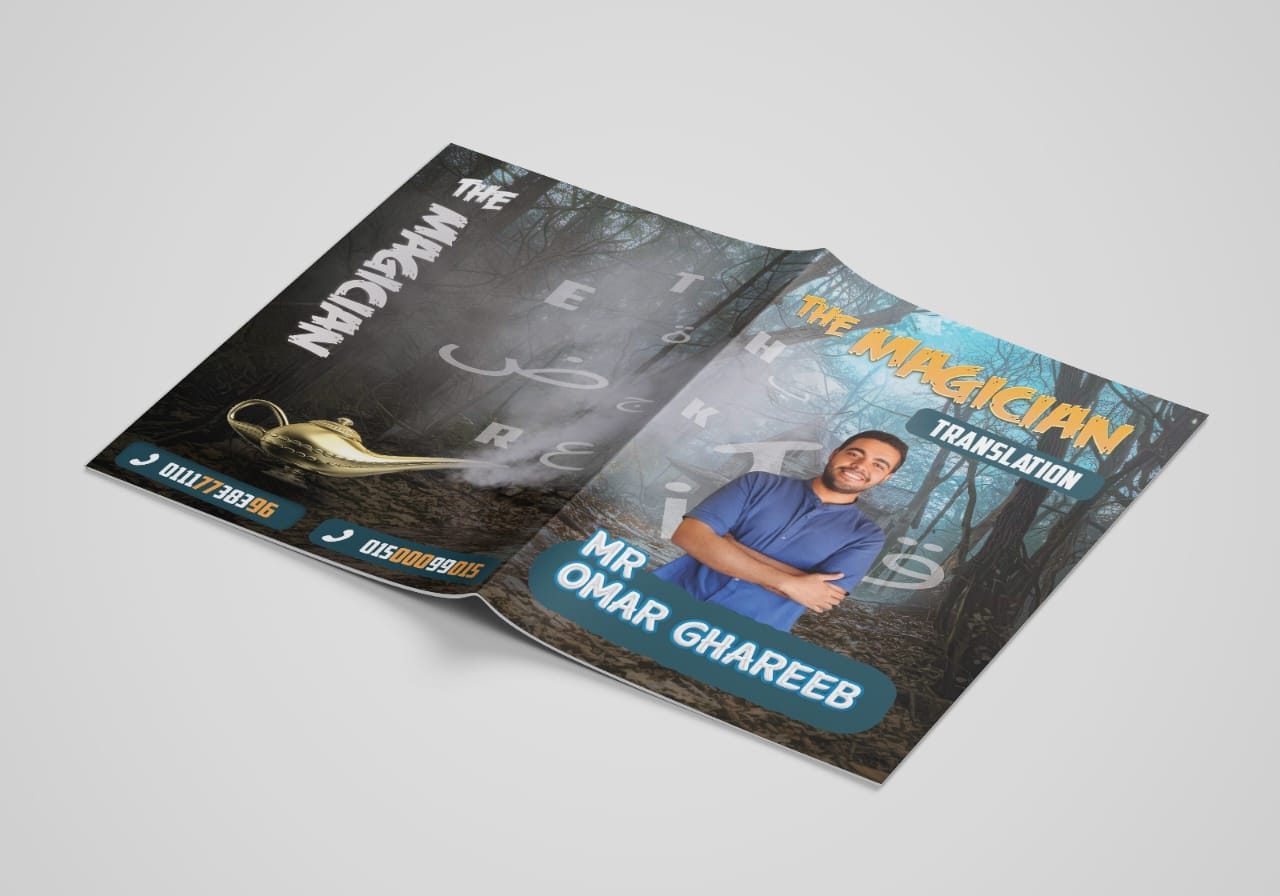 THE
MAGICIAN
T
E
ة
ض
ج
R
ع
01117738396
01500099015
THE MAGICIAN
TRANSLATION
H
K
T
i
ق
MR
OMAR GHAREEB